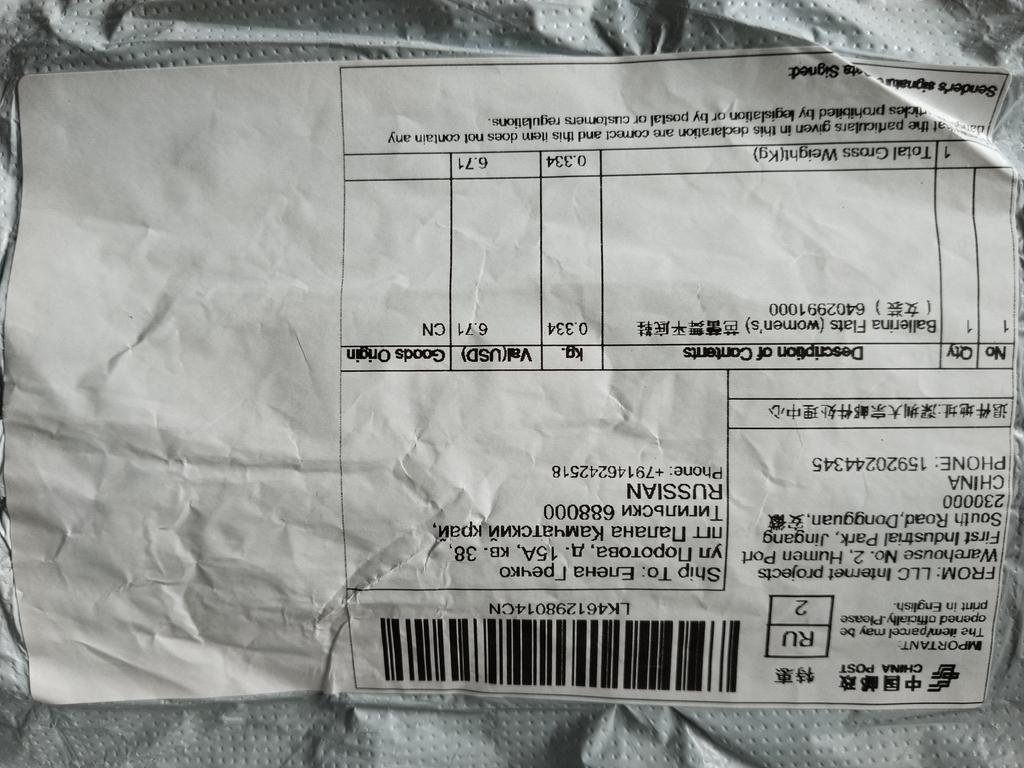 中国邮政
CHINA POST
特惠
IMPORTANT:
The item/parcel may be
opened officially.Please
print in English.
RU
2
LK461298014CN
FROM: LLC Internet projects
Warehouse No. 2, Humen Port
First Industrial Park, Jingang
South Road,Dongguan,安徽
230000
CHINA
PHONE: 15920244345
退件地址:深圳大宗邮件处理中心
Ship To: Елена Гречко
ул Поротова, д. 15А, кв. 38,
пгт Палана Камчатский край,
Тигильски 688000
RUSSIAN
Phone: +79146242518
No Qty Description of Contents kg. Val(USD) Goods Origin
1 1 Ballerina Flats (women's) 芭蕾舞平底鞋 0.334 6.71 CN
(女装) 6402991000
1 Total Gross Weight(Kg) 0.334 6.71
that the particulars given in this declaration are correct and this item does not contain any
articles prohibited by legislation or by postal or customers regulations.
Sender's signature Signed: